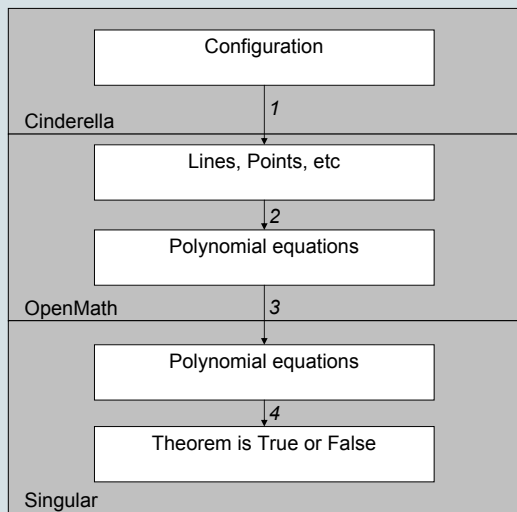 Configuration
1
Cinderella
Lines, Points, etc
2
Polynomial equations
3
OpenMath
Polynomial equations
4
Theorem is True or False
Singular